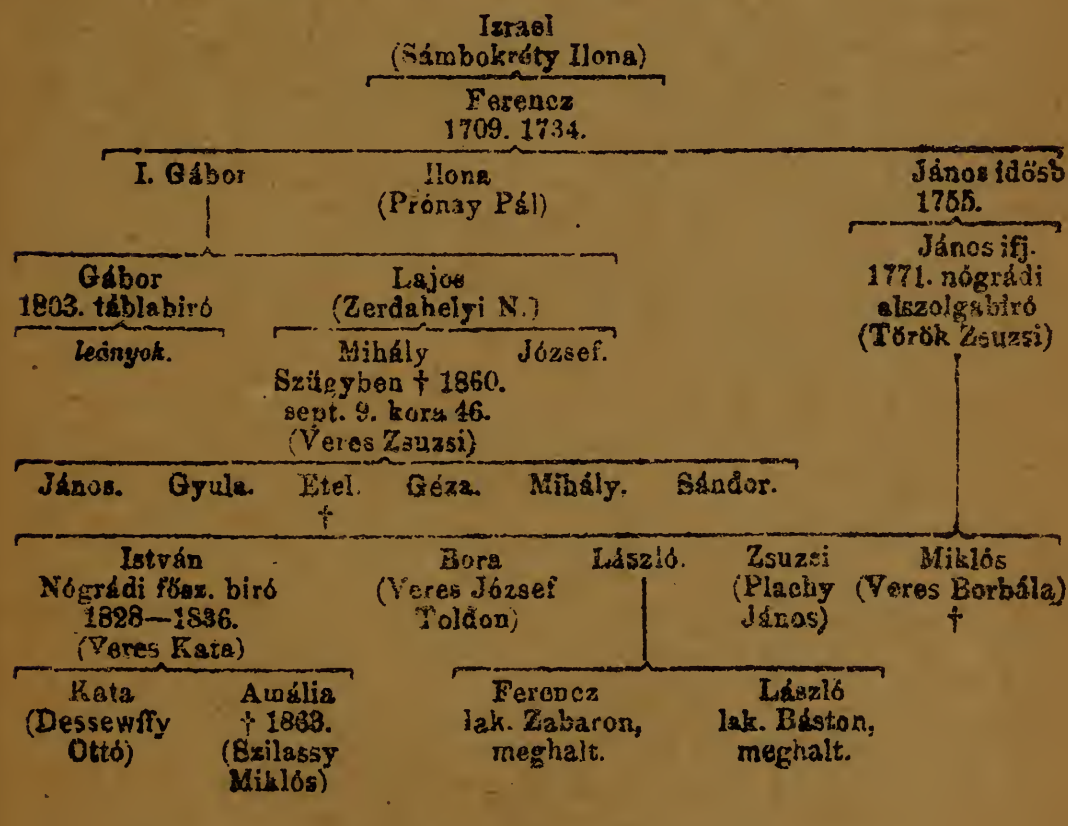 Izrael
(Sámbokréty Ilona)
Ferencz
1709. 1734.
I. Gábor Ilona János idősb
(Prónay Pál) 1755.
János ifj.
Gábor Lajos 1771. nógrádi
1803. táblabiró (Zerdahelyi N.) alszolgabiró
leányok. Mihály József. (Török Zsuzsi)
Szügyben † 1860.
sept. 9. kora 46.
(Veres Zsuzsi)
János. Gyula. Etel. Géza. Mihály. Sándor.
†
István Bora László. Zsuzsi Miklós
Nógrádi fősz. biró (Veres József (Plachy (Veres Borbála)
1828—1836. Toldon) János) †
(Veres Kata)
Kata Amália Ferencz László
(Dessewffy † 1863. lak. Zabaron, lak. Báston,
Ottó) (Szilassy meghalt. meghalt.
Miklós)